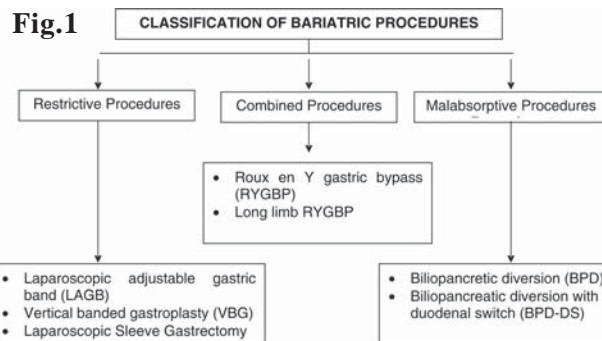 Fig.1
CLASSIFICATION OF BARIATRIC PROCEDURES
Restrictive Procedures
Combined Procedures
Malabsorptive Procedures
• Roux en Y gastric bypass
(RYGBP)
• Long limb RYGBP
• Laparoscopic adjustable gastric
band (LAGB)
• Vertical banded gastroplasty (VBG)
• Laparoscopic Sleeve Gastrectomy
• Biliopancretic diversion (BPD)
• Biliopancreatic diversion with
duodenal switch (BPD-DS)